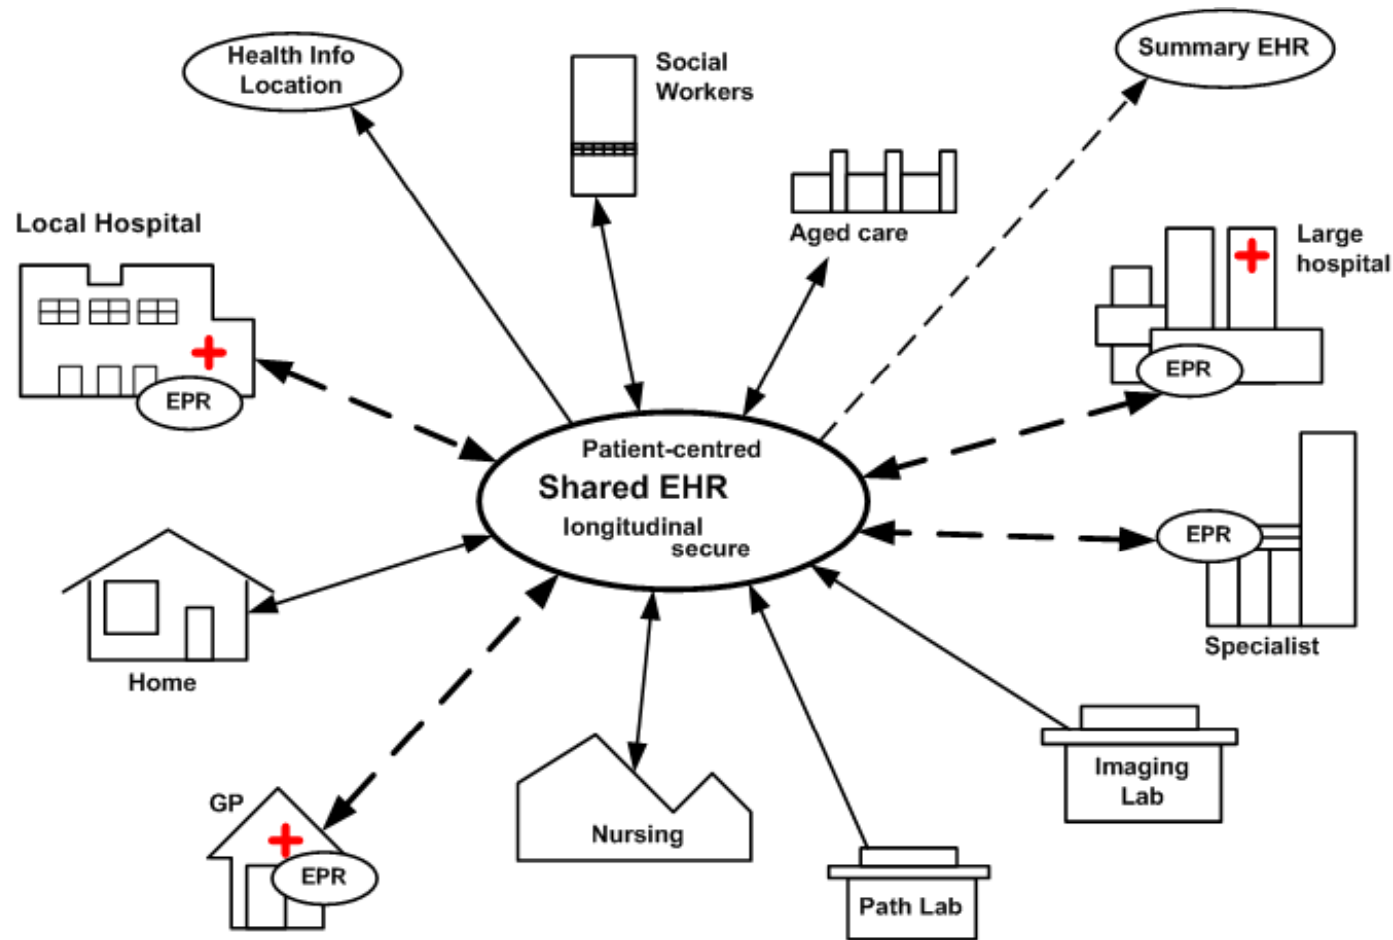 Health Info
Location
Social
Workers
Summary EHR
Aged care
Local Hospital
Large
hospital
EPR
EPR
Patient-centred
Shared EHR
longitudinal
secure
EPR
Specialist
Home
GP
EPR
Nursing
Imaging
Lab
Path Lab